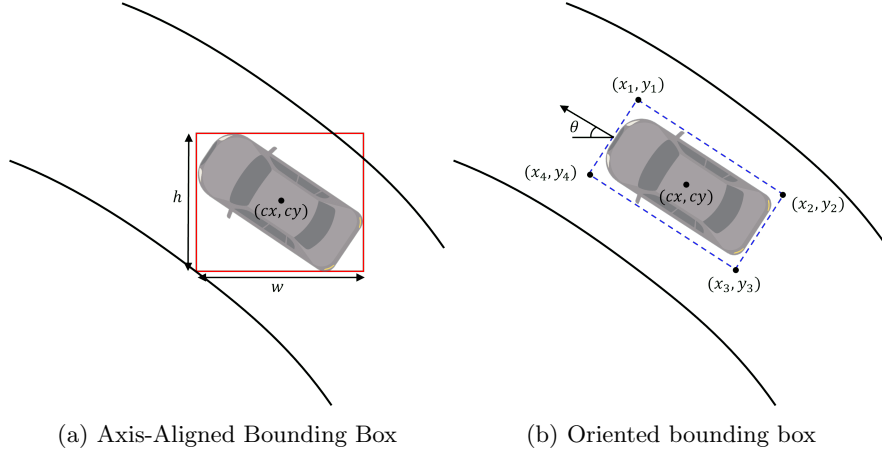 h
(cx, cy)
w
(a) Axis-Aligned Bounding Box
(x₁, y₁)
θ
(x₄, y₄)
(cx, cy)
(x₂, y₂)
(x₃, y₃)
(b) Oriented bounding box